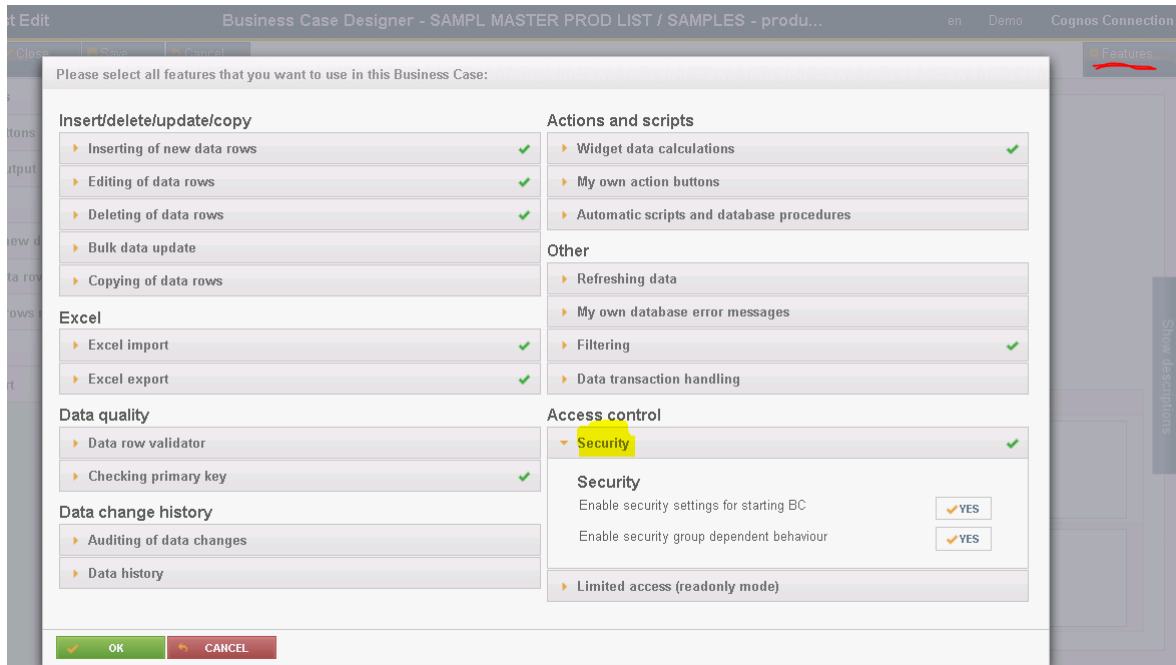 t Edit
Business Case Designer - SAMPL MASTER PROD LIST / SAMPLES - produ...
en
Demo
Cognos Connection
Close
Save
Cancel
Features
Please select all features that you want to use in this Business Case:
Insert/delete/update/copy
Inserting of new data rows
Editing of data rows
Deleting of data rows
Bulk data update
Copying of data rows
Excel
Excel import
Excel export
Data quality
Data row validator
Checking primary key
Data change history
Auditing of data changes
Data history
Actions and scripts
Widget data calculations
My own action buttons
Automatic scripts and database procedures
Other
Refreshing data
My own database error messages
Filtering
Data transaction handling
Access control
Security
Security
Enable security settings for starting BC
YES
Enable security group dependent behaviour
YES
Limited access (readonly mode)
OK
CANCEL
Show descriptions